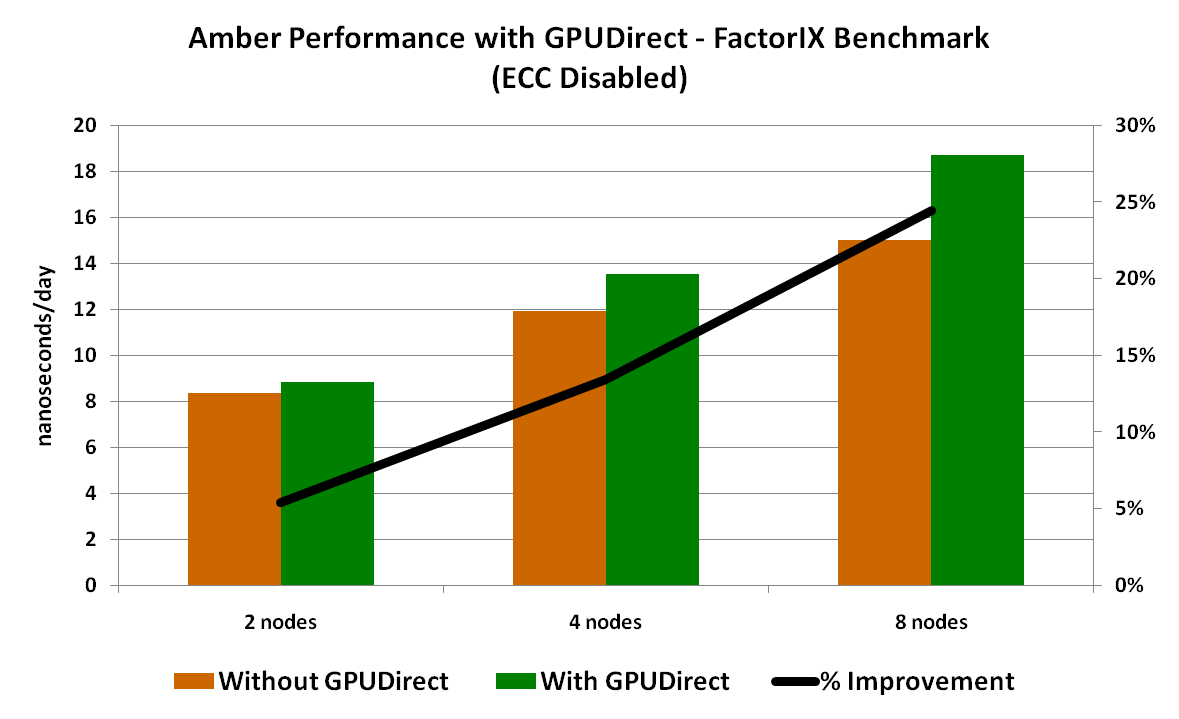 Amber Performance with GPUDirect - FactorIX Benchmark
(ECC Disabled)
20
18
16
14
12
10
8
6
4
2
0
nanoseconds/day
30%
25%
20%
15%
10%
5%
0%
2 nodes
4 nodes
8 nodes
Without GPUDirect
With GPUDirect
% Improvement